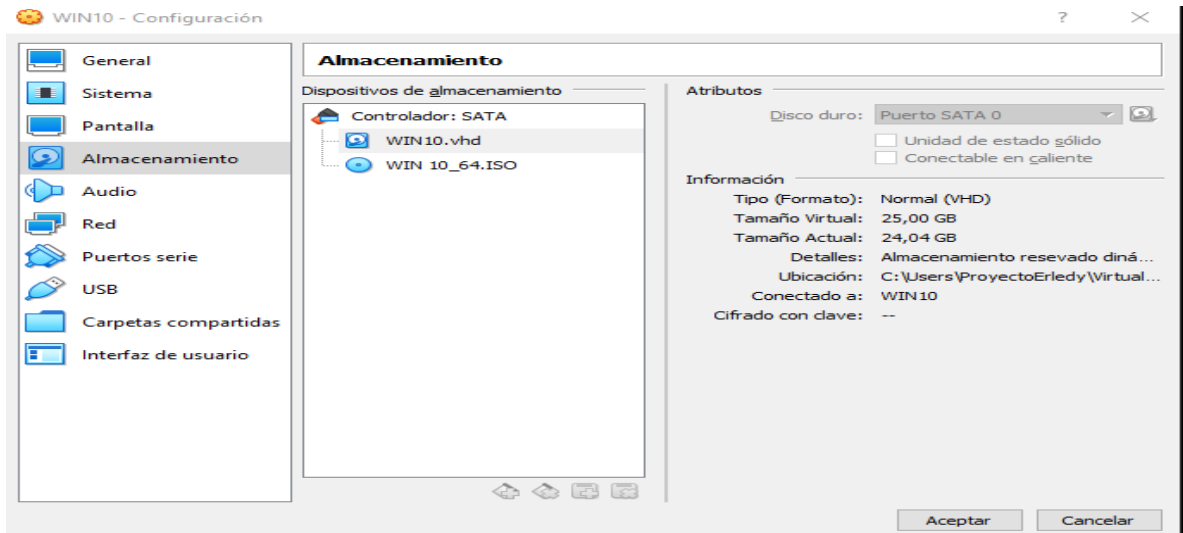 WIN10 - Configuración
?
General
Sistema
Pantalla
Almacenamiento
Audio
Red
Puertos serie
USB
Carpetas compartidas
Interfaz de usuario
Almacenamiento
Dispositivos de almacenamiento
Controlador: SATA
WIN10.vhd
WIN 10_64.ISO
Atributos
Disco duro: Puerto SATA 0
Unidad de estado sólido
Conectable en caliente
Información
Tipo (Formato): Normal (VHD)
Tamaño Virtual: 25,00 GB
Tamaño Actual: 24,04 GB
Detalles: Almacenamiento resevado diná...
Ubicación: C:\Users\ProyectoErledy\Virtual...
Conectado a: WIN10
Cifrado con clave: --
Aceptar Cancelar